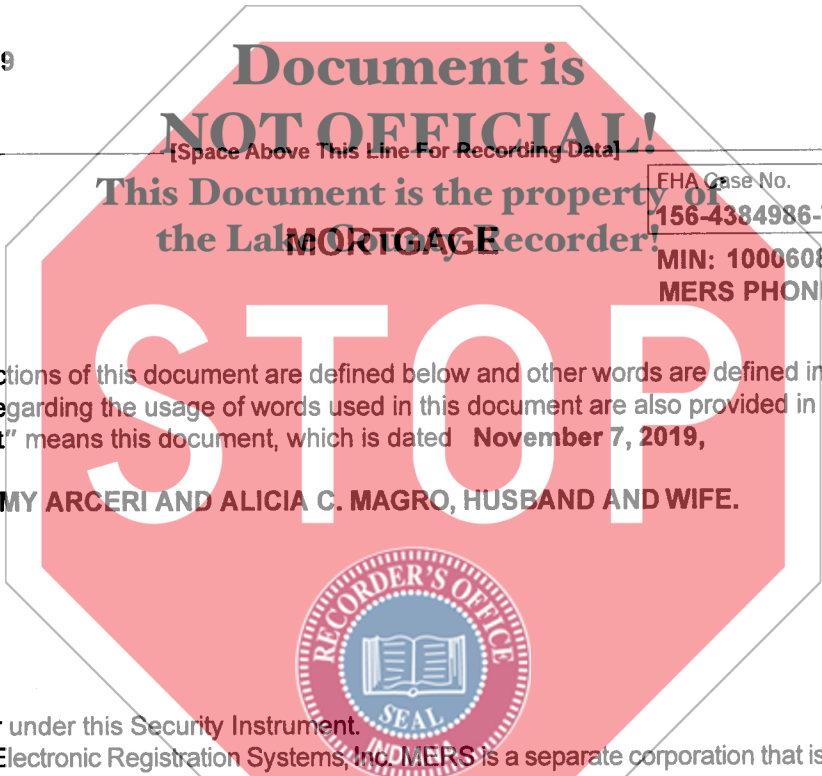 9
Document is
NOT OFFICIAL!
[Space Above This Line For Recording Data]
This Document is the property of
the Lake County Recorder!
FHA Case No.
156-4384986-
MORTGAGE
MIN: 1000608
MERS PHON
STOP
ctions of this document are defined below and other words are defined in
egarding the usage of words used in this document are also provided in
t" means this document, which is dated November 7, 2019,
MY ARCERI AND ALICIA C. MAGRO, HUSBAND AND WIFE.
RECORDER'S OFFICE
SEAL
r under this Security Instrument.
Electronic Registration Systems, Inc. MERS is a separate corporation that is